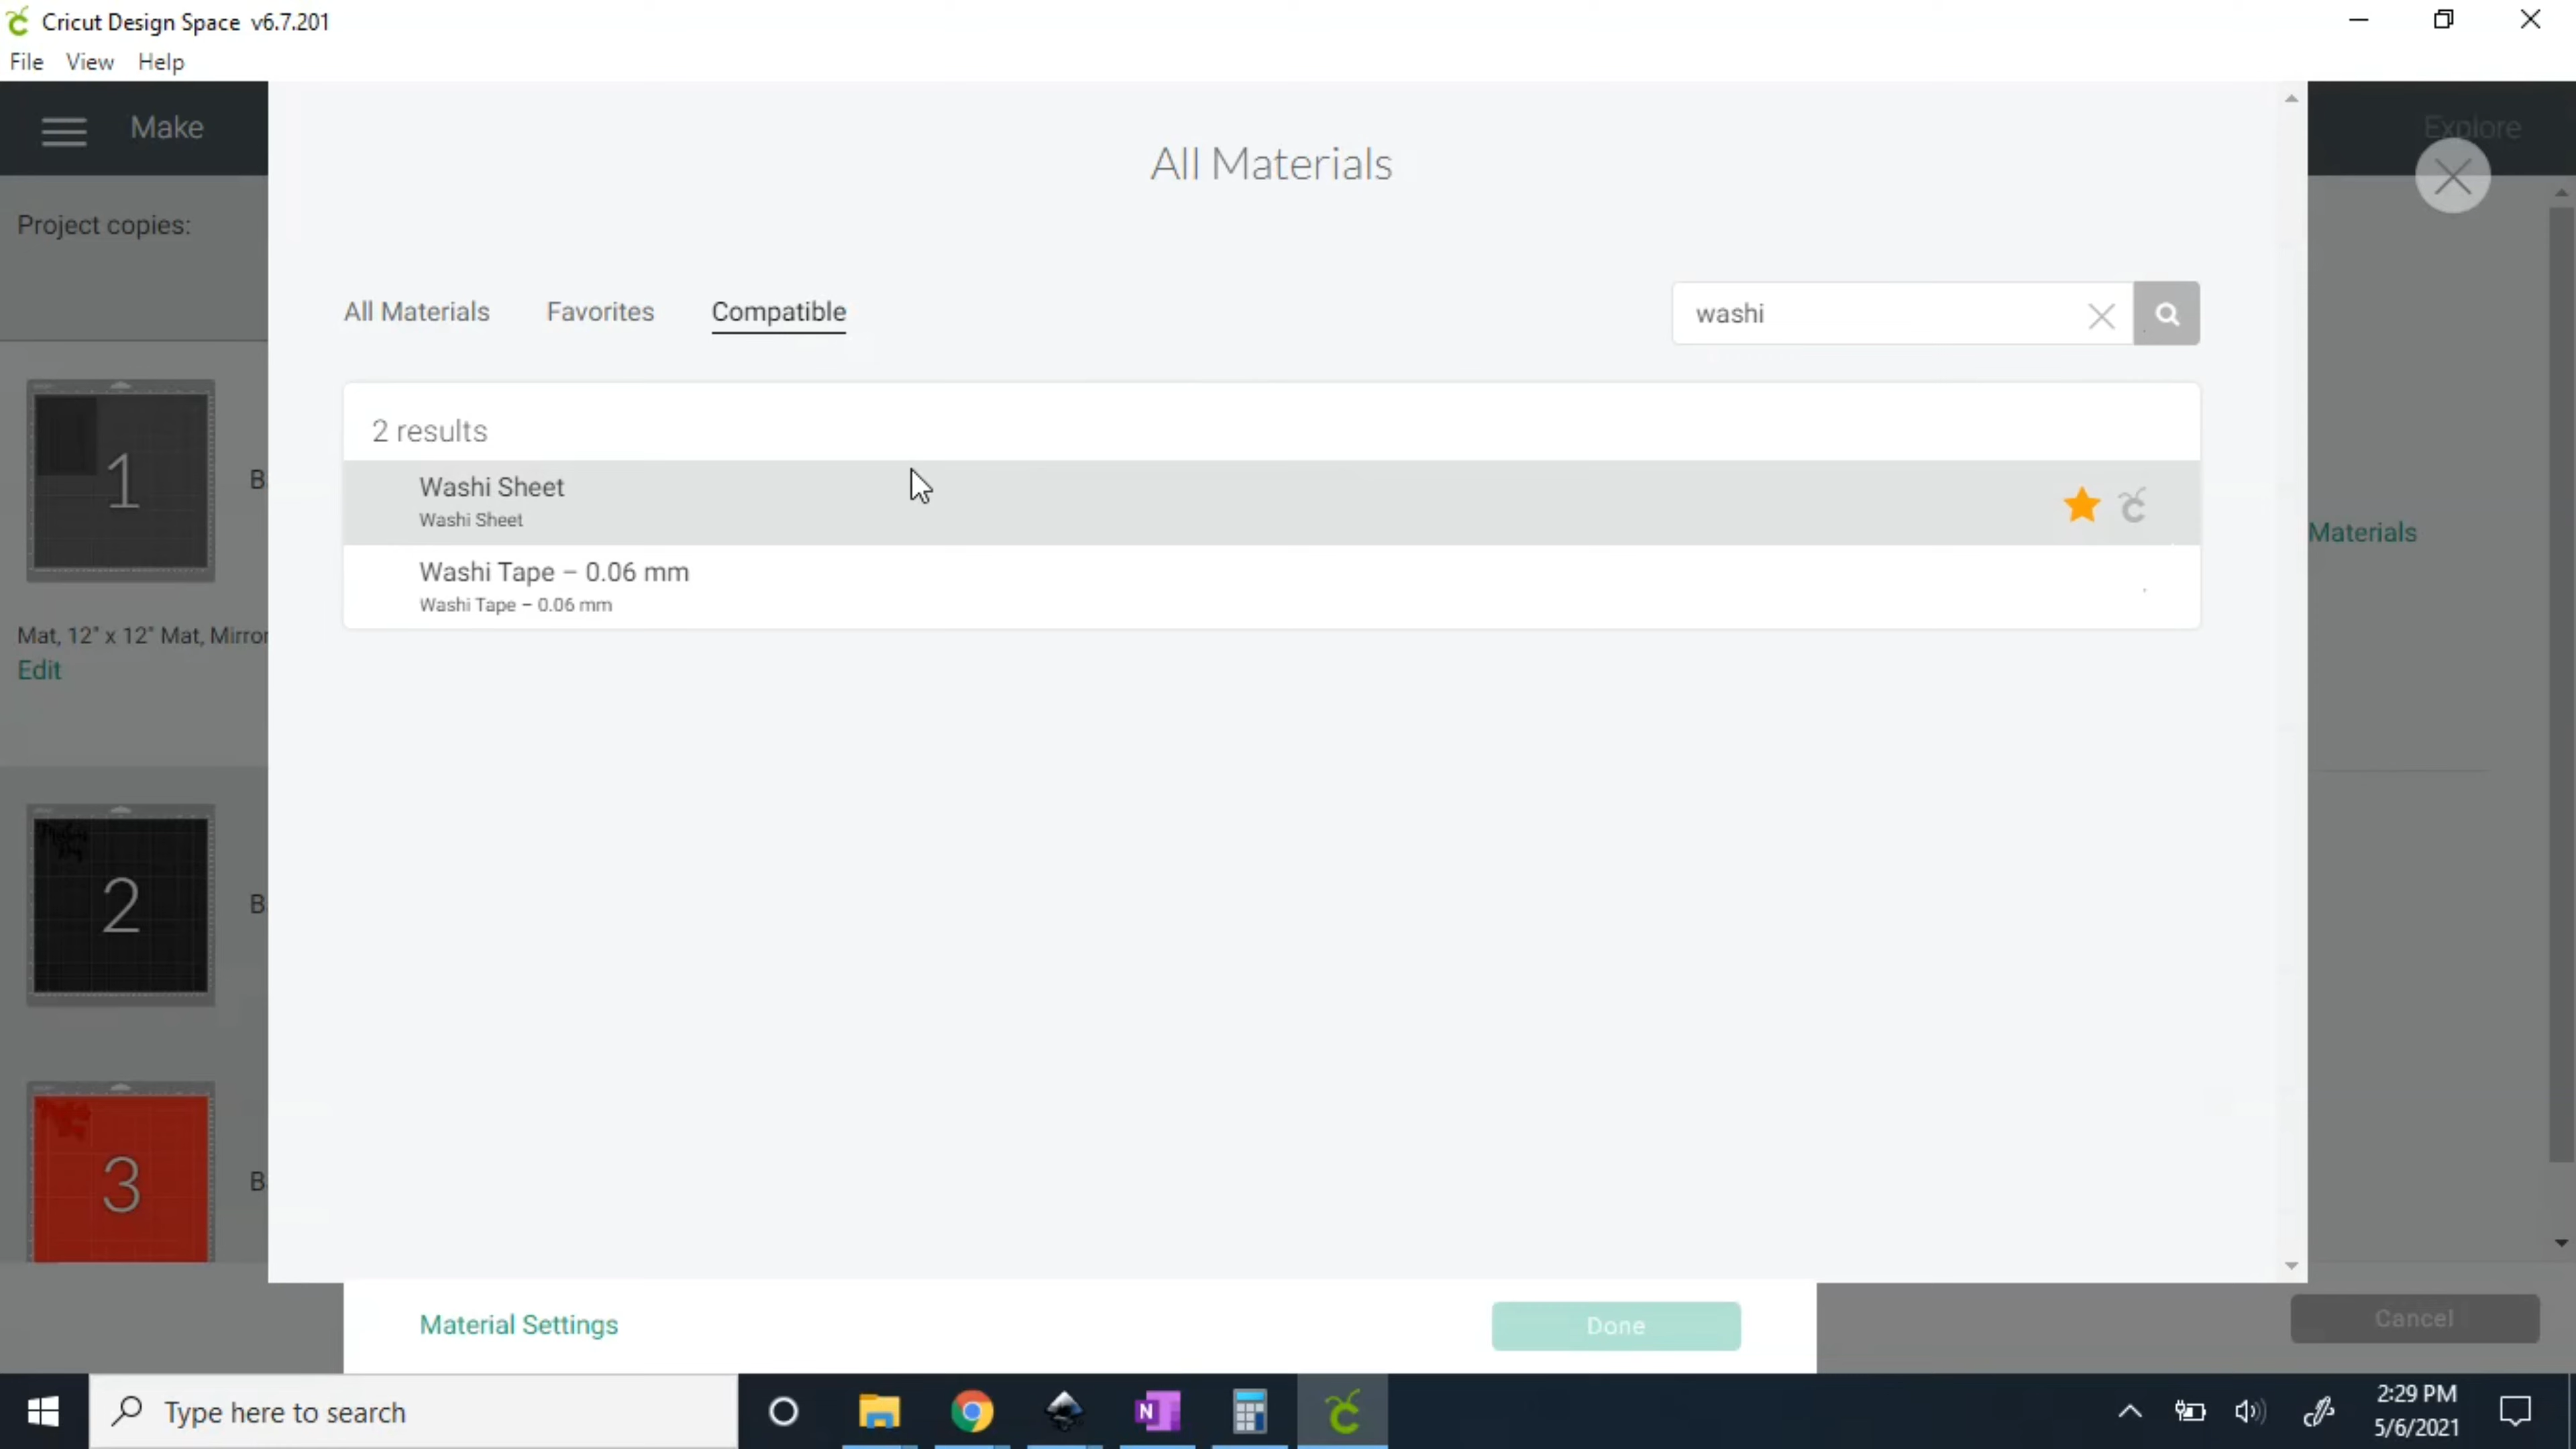 Cricut Design Space v6.7.201
File View Help
Make
Explore
All Materials
Project copies:
All Materials Favorites Compatible
washi
2 results
Washi Sheet
Washi Sheet
Washi Tape – 0.06 mm
Washi Tape – 0.06 mm
1
B
Materials
Mat, 12" x 12" Mat, Mirror
Edit
2
B
3
B
Material Settings
Done
Cancel
Type here to search
N
2:29 PM
5/6/2021